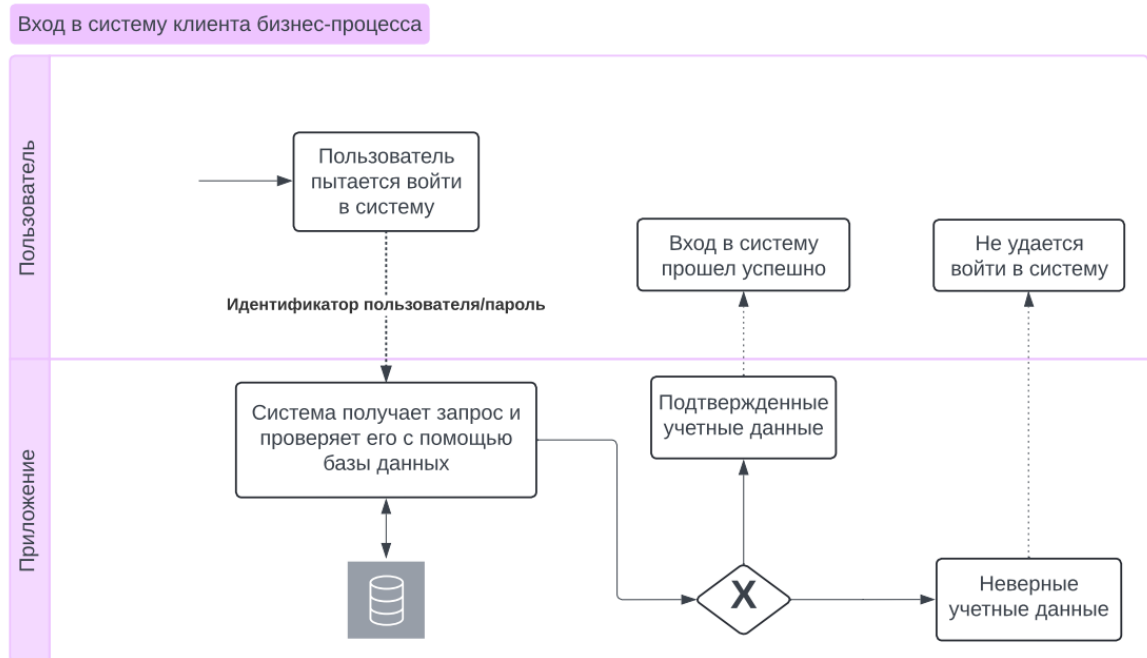 Вход в систему клиента бизнес-процесса
Пользователь
Пользователь
пытается войти
в систему
Идентификатор пользователя/пароль
Вход в систему
прошел успешно
Не удается
войти в систему
Приложение
Система получает запрос и
проверяет его с помощью
базы данных
Подтвержденные
учетные данные
X
Неверные
учетные данные